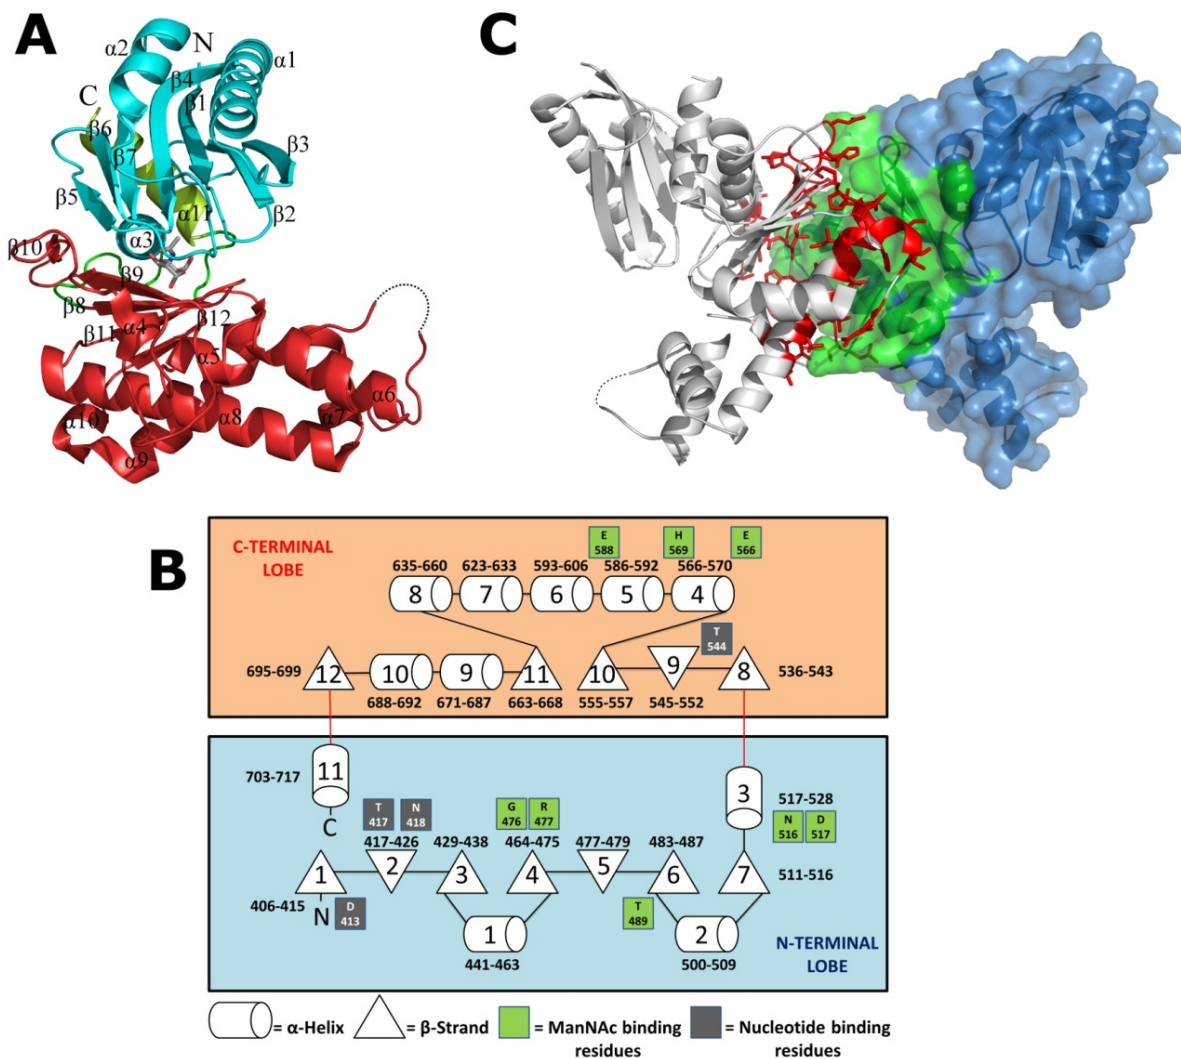 A
C
α2
N
α1
β4
β1
C
β6
β7
β3
β5
α11
β2
α3
β10
β9
β8
β12
β11
α4
α5
α6
α8
α7
α10
α9
B
C-TERMINAL
LOBE
E
588
H
569
E
566
635-660 623-633 593-606 586-592 566-570
8 7 6 5 4
T
544
695-699 12 10 9 11 10 9 8 536-543
688-692 671-687 663-668 555-557 545-552
703-717 11
3 517-528
C
T
417
N
418
G
476
R
477
N
516
D
517
417-426 429-438 464-475 477-479 483-487
1 2 3 4 5 6 7 511-516
406-415 N
D
413
T
489
1 2
441-463 500-509
N-TERMINAL
LOBE
= α-Helix = β-Strand = ManNAc binding
residues
= Nucleotide binding
residues